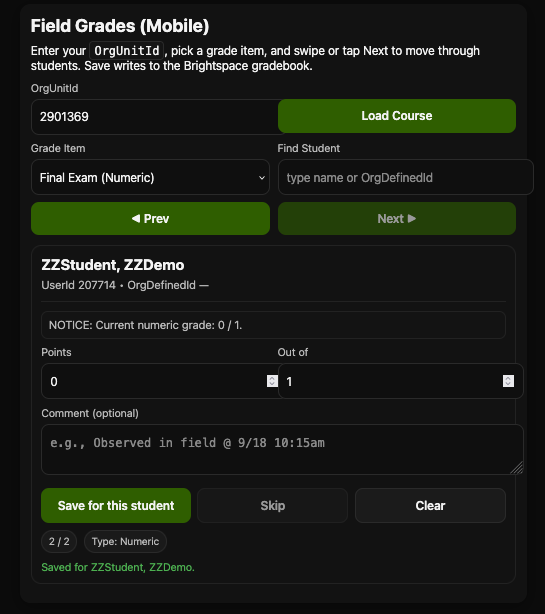 Field Grades (Mobile)
Enter your OrgUnitId, pick a grade item, and swipe or tap Next to move through
students. Save writes to the Brightspace gradebook.
OrgUnitId
2901369
Load Course
Grade Item
Find Student
Final Exam (Numeric)
type name or OrgDefinedId
◀ Prev
Next ▶
ZZStudent, ZZDemo
UserId 207714 • OrgDefinedId —
NOTICE: Current numeric grade: 0 / 1.
Points
Out of
0
1
Comment (optional)
e.g., Observed in field @ 9/18 10:15am
Save for this student
Skip
Clear
2 / 2
Type: Numeric
Saved for ZZStudent, ZZDemo.